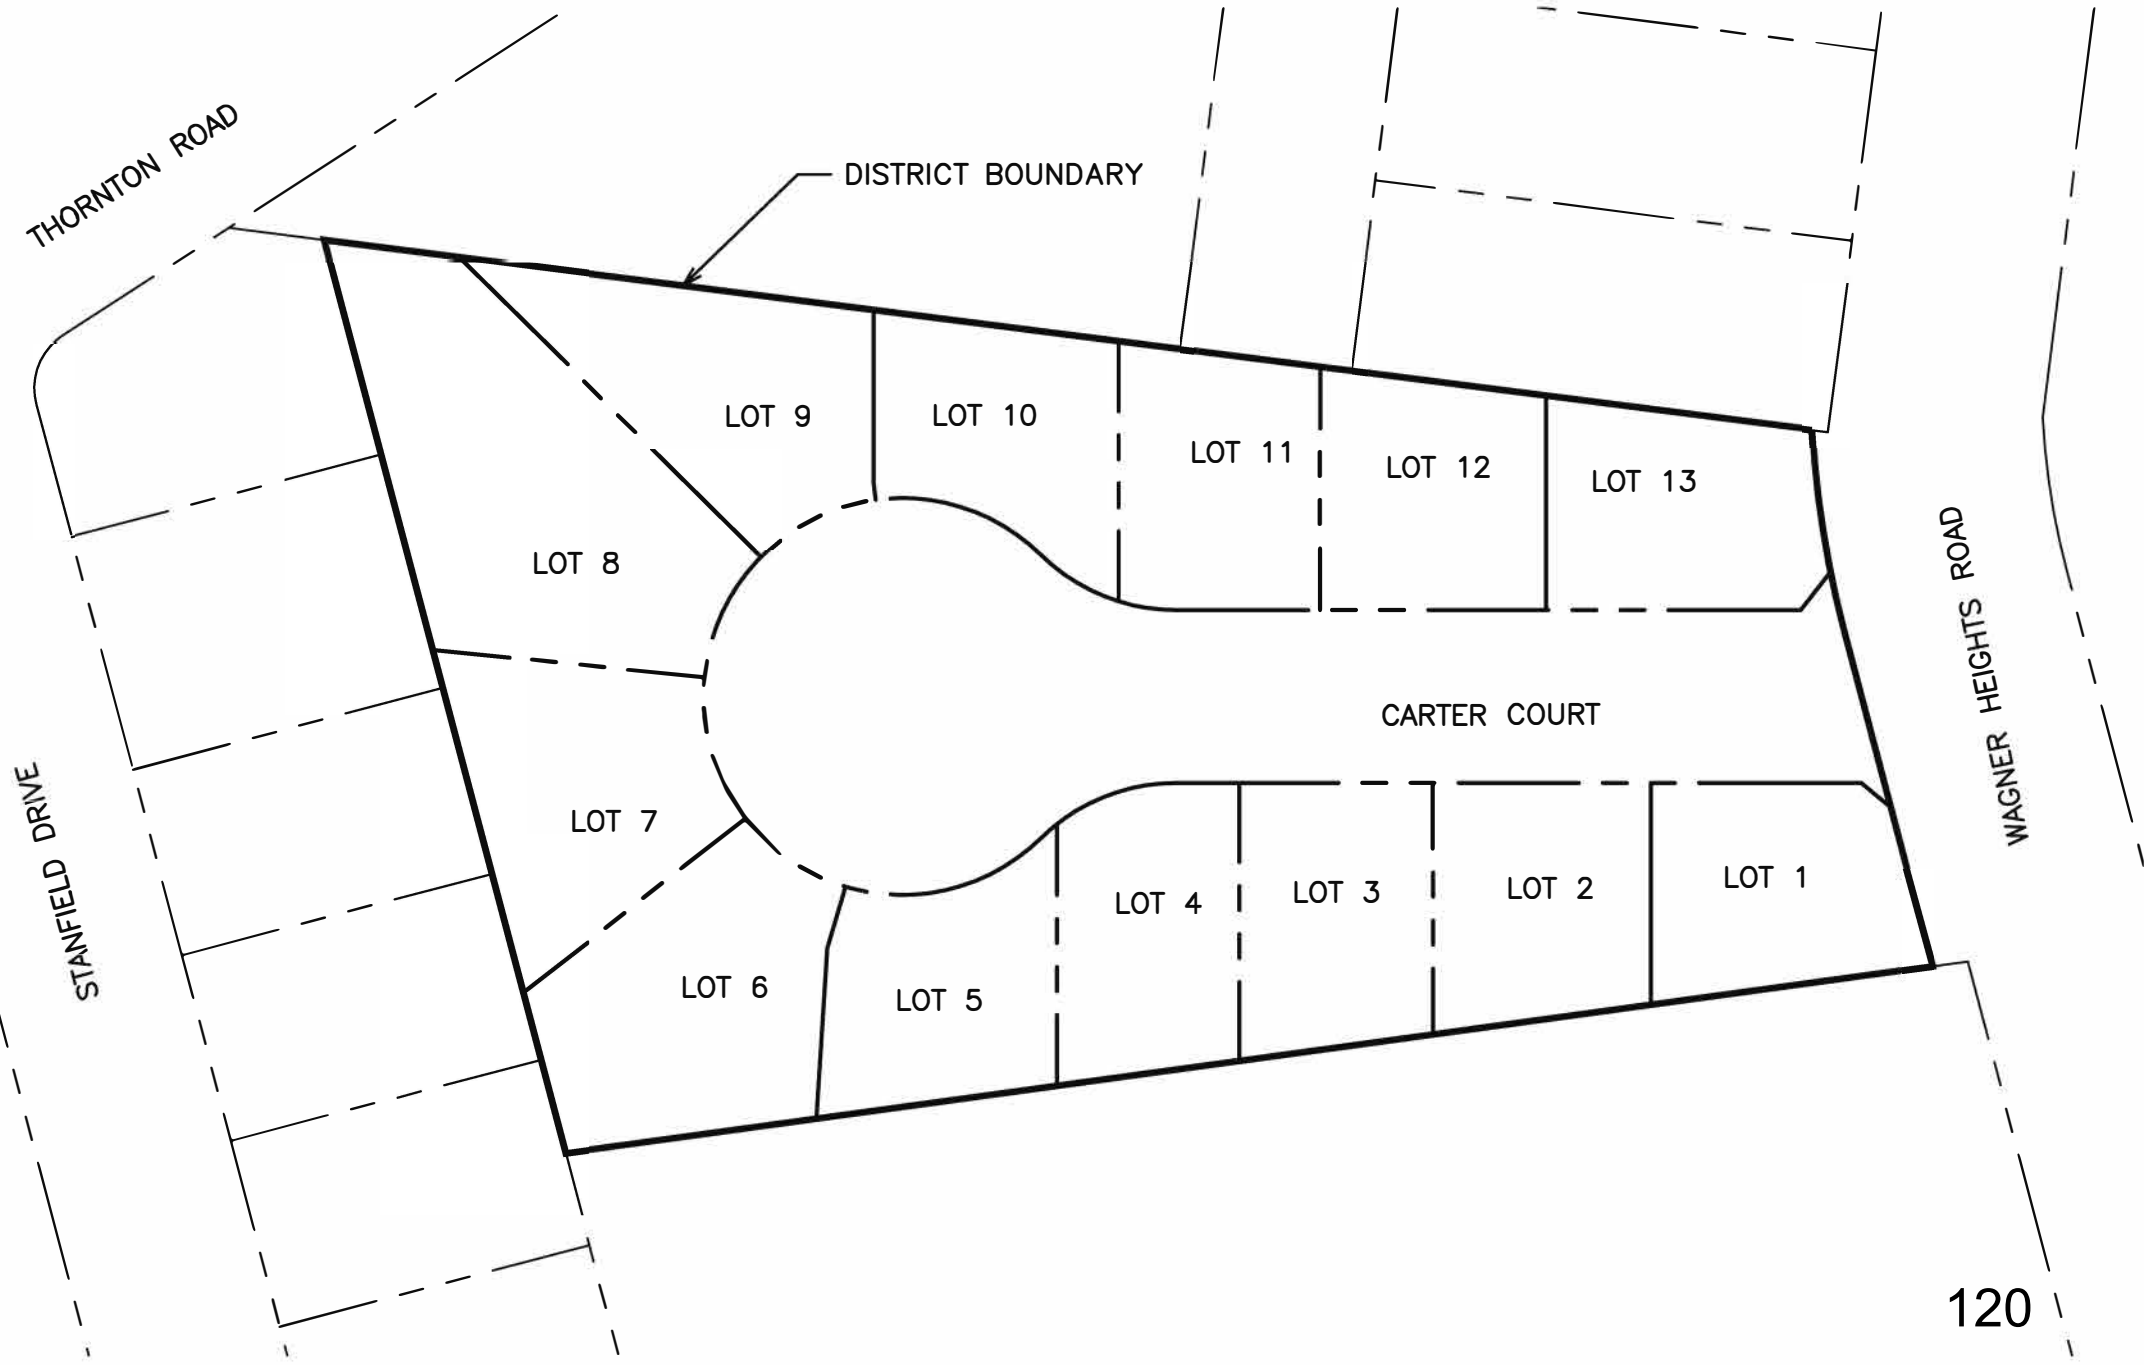 THORNTON ROAD
DISTRICT BOUNDARY
LOT 9
LOT 10
LOT 11
LOT 12
LOT 13
LOT 8
WAGNER HEIGHTS ROAD
CARTER COURT
STANFIELD DRIVE
LOT 7
LOT 6
LOT 5
LOT 4
LOT 3
LOT 2
LOT 1
120